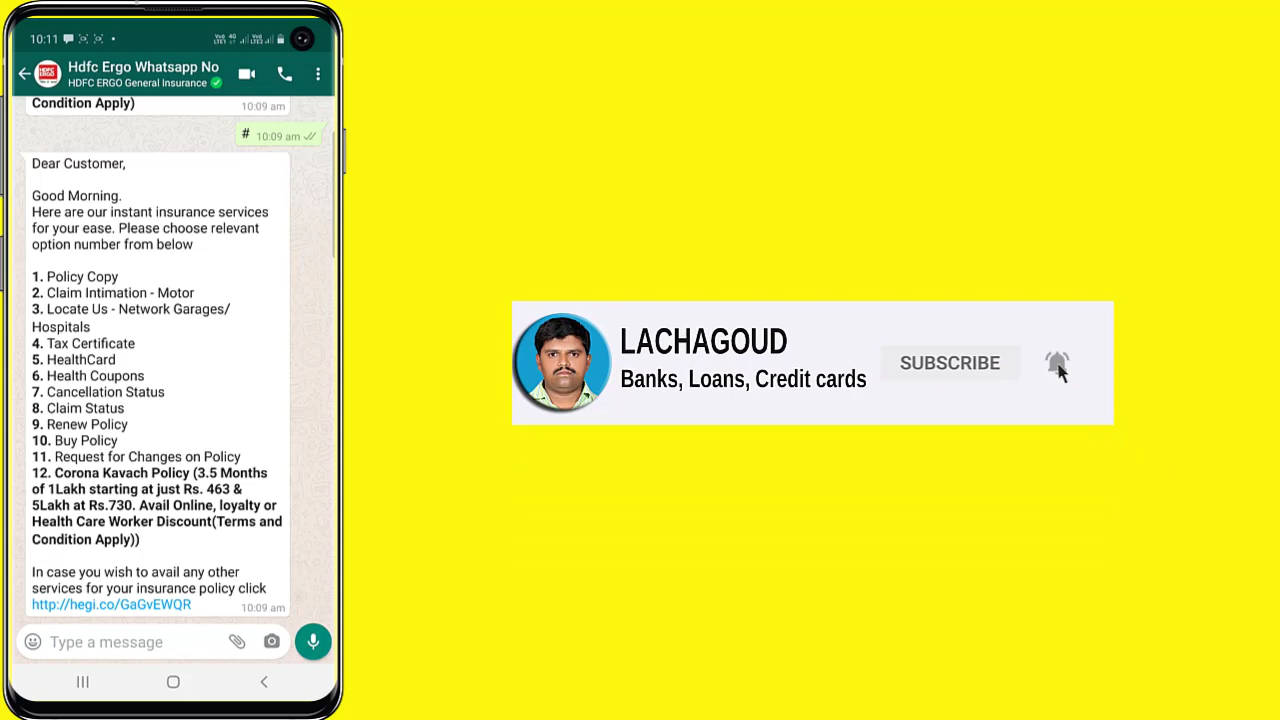 10:11
Hdfc Ergo Whatsapp No
HDFC ERGO General Insurance
Condition Apply)
10:09 am
# 10:09 am
Dear Customer,
Good Morning.
Here are our instant insurance services
for your ease. Please choose relevant
option number from below
1. Policy Copy
2. Claim Intimation - Motor
3. Locate Us - Network Garages/
Hospitals
4. Tax Certificate
5. HealthCard
6. Health Coupons
7. Cancellation Status
8. Claim Status
9. Renew Policy
10. Buy Policy
11. Request for Changes on Policy
12. Corona Kavach Policy (3.5 Months
of 1Lakh starting at just Rs. 463 &
5Lakh at Rs.730. Avail Online, loyalty or
Health Care Worker Discount(Terms and
Condition Apply))
In case you wish to avail any other
services for your insurance policy click
http://hegi.co/GaGvEWQR
10:09 am
Type a message
LACHAGOUD
Banks, Loans, Credit cards
SUBSCRIBE